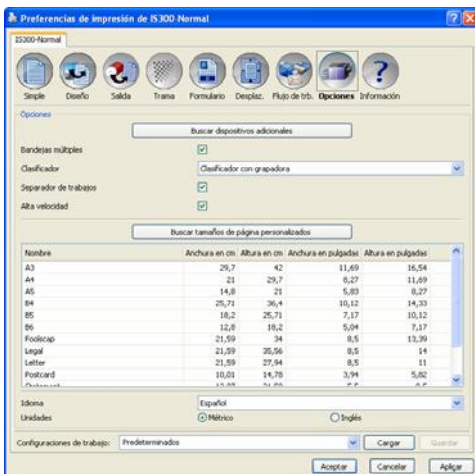 Preferencias de impresión de IS300-Normal
IS300-Normal
Simple Diseño Salida Trama Formulario Desplaz. Flujo de trb. Opciones Información
Opciones
Buscar dispositivos adicionales
Bandejas múltiples
Clasificador Clasificador con grapadora
Separador de trabajos
Alta velocidad
Buscar tamaños de página personalizados
Nombre Anchura en cm Altura en cm Anchura en pulgadas Altura en pulgadas
A3 29,7 42 11,69 16,54
A4 21 29,7 8,27 11,69
A5 14,8 21 5,83 8,27
B4 25,71 36,4 10,12 14,33
B5 18,2 25,71 7,17 10,12
B6 12,8 18,2 5,04 7,17
Foolscap 21,59 34 8,5 13,39
Legal 21,59 35,56 8,5 14
Letter 21,59 27,94 8,5 11
Postcard 10,01 14,78 3,94 5,82
Idioma Español
Unidades Métrico Inglés
Configuraciones de trabajo: Predeterminados Cargar Guardar
Aceptar Cancelar Aplicar